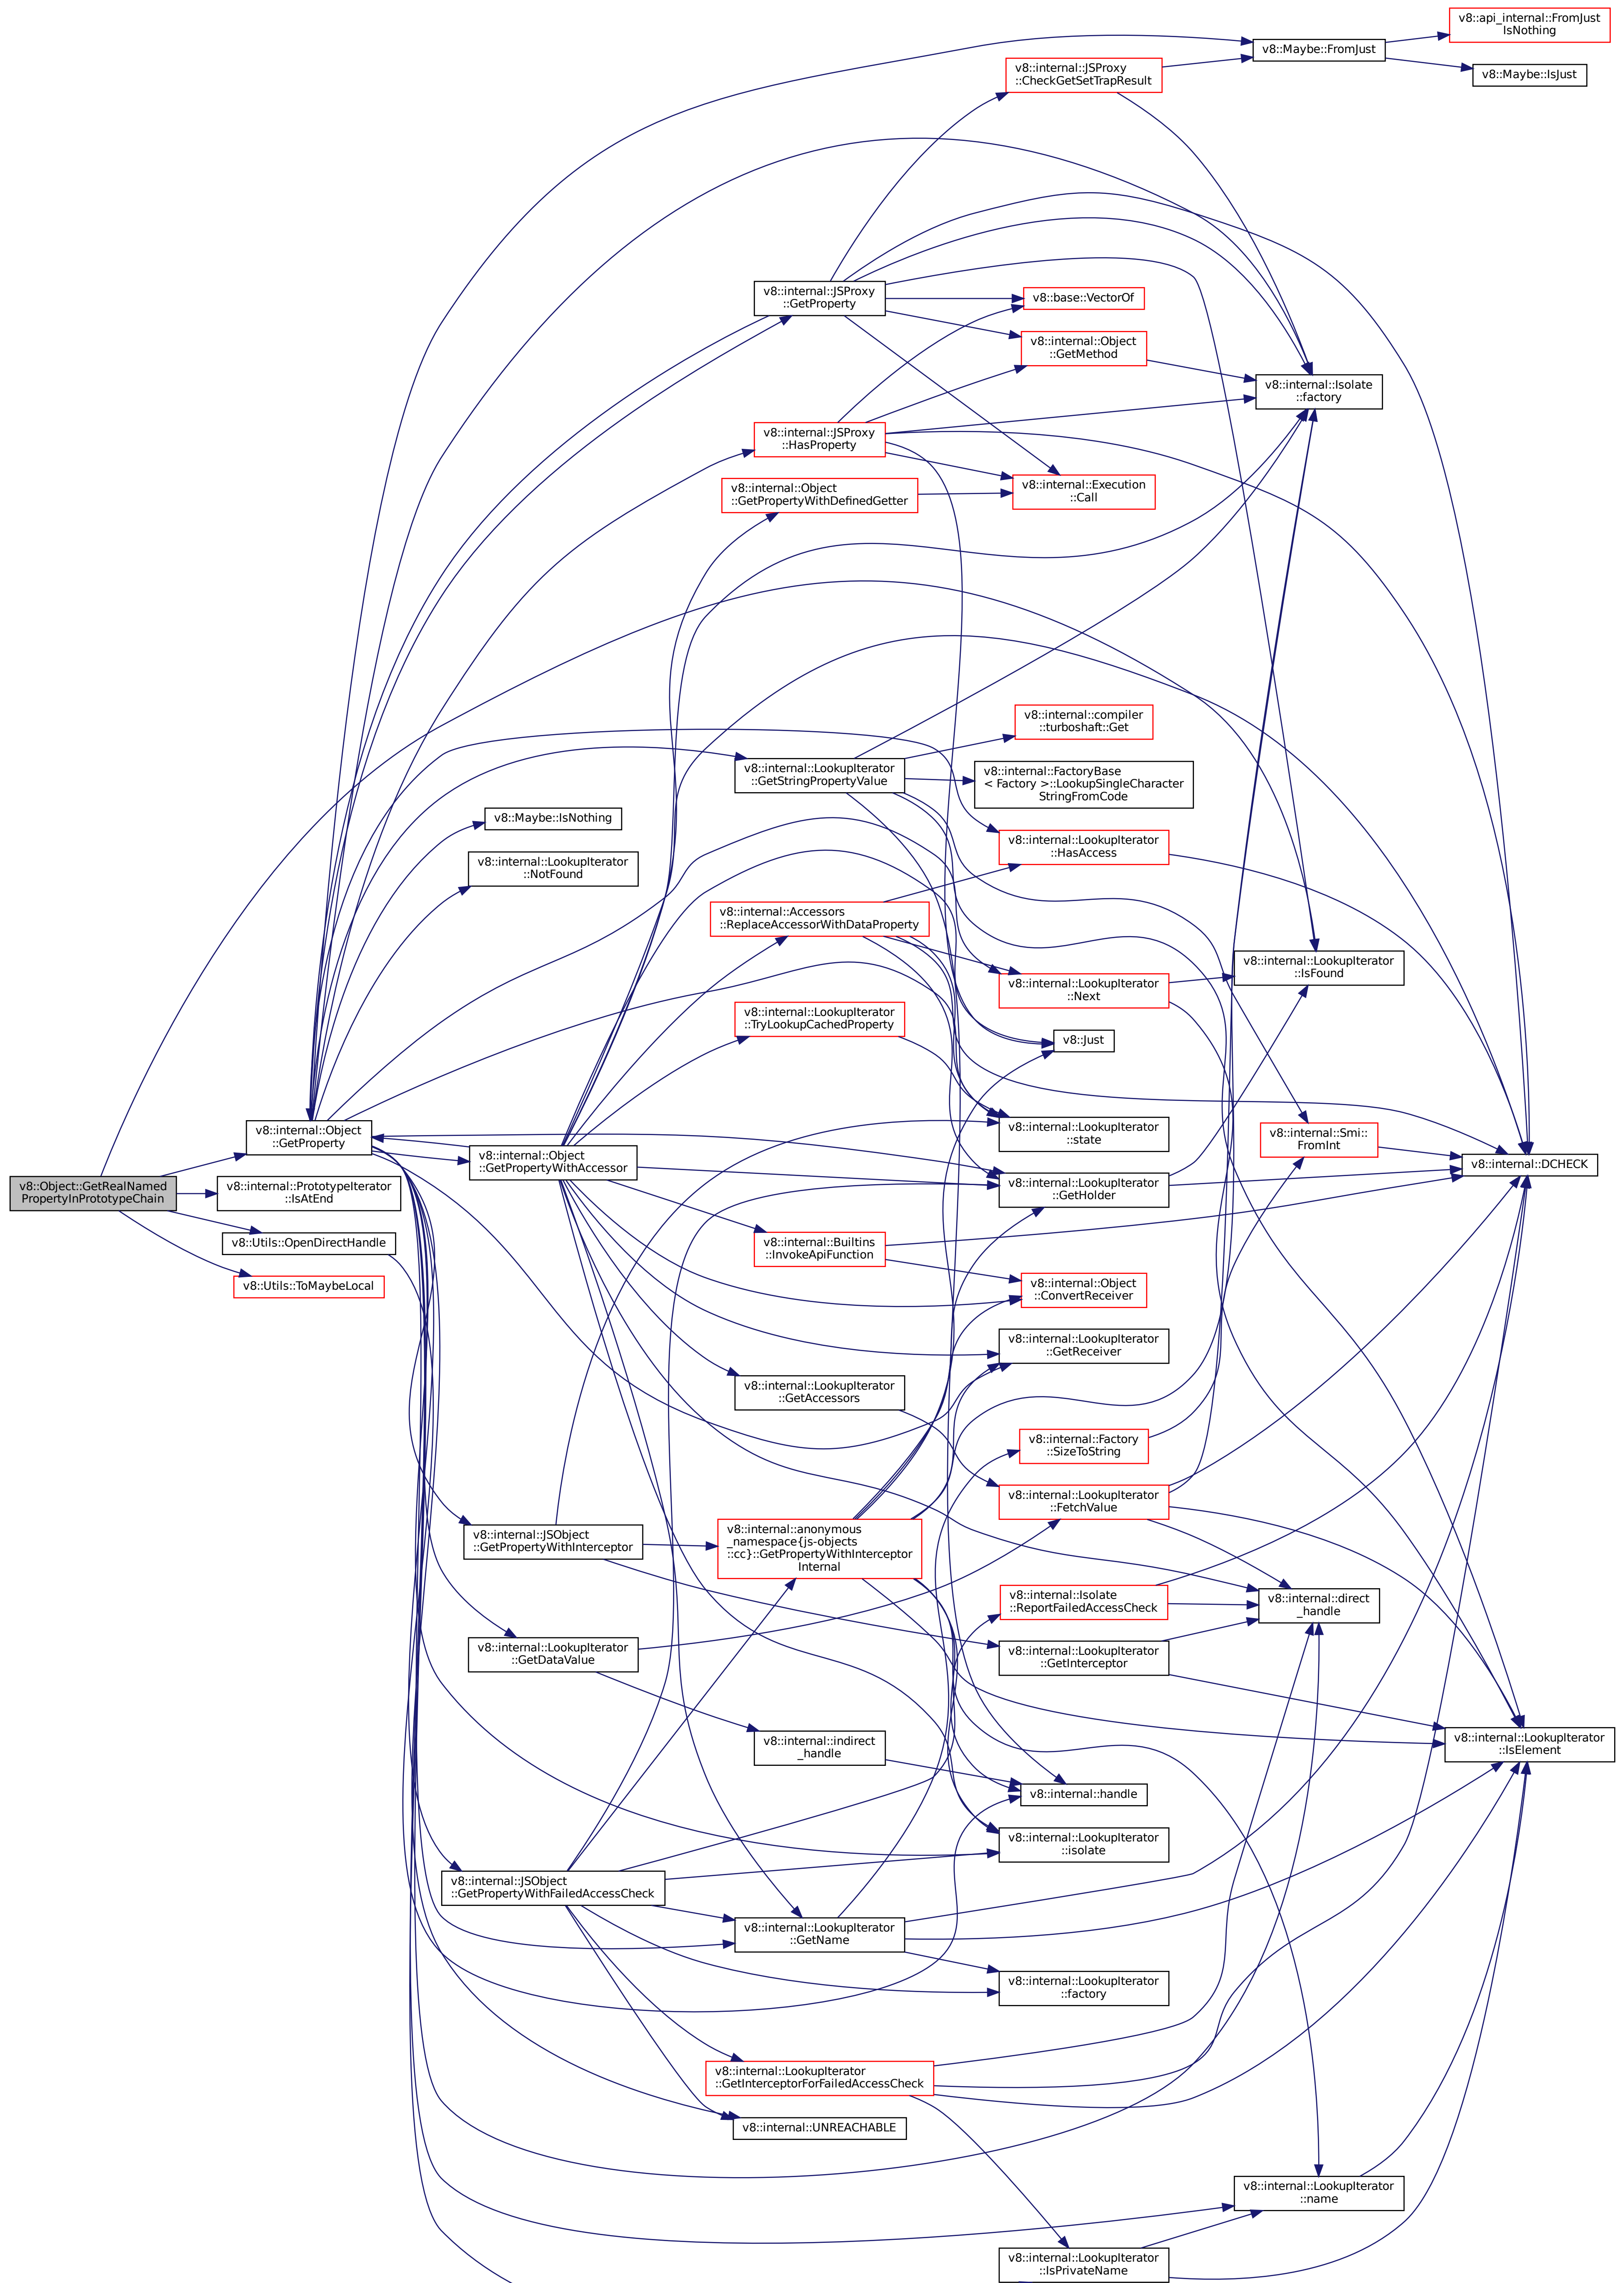 v8::api_internal::FromJust
IsNothing
v8::Maybe::FromJust
v8::internal::JSProxy
::CheckGetSetTrapResult
v8::Maybe::IsJust
v8::internal::JSProxy
::GetProperty
v8::base::VectorOf
v8::internal::Object
::GetMethod
v8::internal::Isolate
::factory
v8::internal::JSProxy
::HasProperty
v8::internal::Object
::GetPropertyWithDefinedGetter
v8::internal::Execution
::Call
v8::internal::compiler
::turboshaft::Get
v8::internal::LookupIterator
::GetStringPropertyValue
v8::internal::FactoryBase
< Factory >::LookupSingleCharacter
StringFromCode
v8::Maybe::IsNothing
v8::internal::LookupIterator
::HasAccess
v8::internal::LookupIterator
::NotFound
v8::internal::Accessors
::ReplaceAccessorWithDataProperty
v8::internal::LookupIterator
::IsFound
v8::internal::LookupIterator
::Next
v8::internal::LookupIterator
::TryLookupCachedProperty
v8::Just
v8::internal::Object
::GetProperty
v8::internal::LookupIterator
::state
v8::internal::Smi::
FromInt
v8::internal::Object
::GetPropertyWithAccessor
v8::internal::DCHECK
v8::Object::GetRealNamed
PropertyInPrototypeChain
v8::internal::PrototypeIterator
::IsAtEnd
v8::internal::LookupIterator
::GetHolder
v8::Utils::OpenDirectHandle
v8::internal::Builtins
::InvokeApiFunction
v8::Utils::ToMaybeLocal
v8::internal::Object
::ConvertReceiver
v8::internal::LookupIterator
::GetReceiver
v8::internal::LookupIterator
::GetAccessors
v8::internal::Factory
::SizeToString
v8::internal::LookupIterator
::FetchValue
v8::internal::JSObject
::GetPropertyWithInterceptor
v8::internal::anonymous
_namespace{js-objects
::cc}::GetPropertyWithInterceptor
Internal
v8::internal::Isolate
::ReportFailedAccessCheck
v8::internal::direct
_handle
v8::internal::LookupIterator
::GetDataValue
v8::internal::LookupIterator
::GetInterceptor
v8::internal::indirect
_handle
v8::internal::LookupIterator
::IsElement
v8::internal::handle
v8::internal::LookupIterator
::isolate
v8::internal::JSObject
::GetPropertyWithFailedAccessCheck
v8::internal::LookupIterator
::GetName
v8::internal::LookupIterator
::factory
v8::internal::LookupIterator
::GetInterceptorForFailedAccessCheck
v8::internal::UNREACHABLE
v8::internal::LookupIterator
::name
v8::internal::LookupIterator
::IsPrivateName